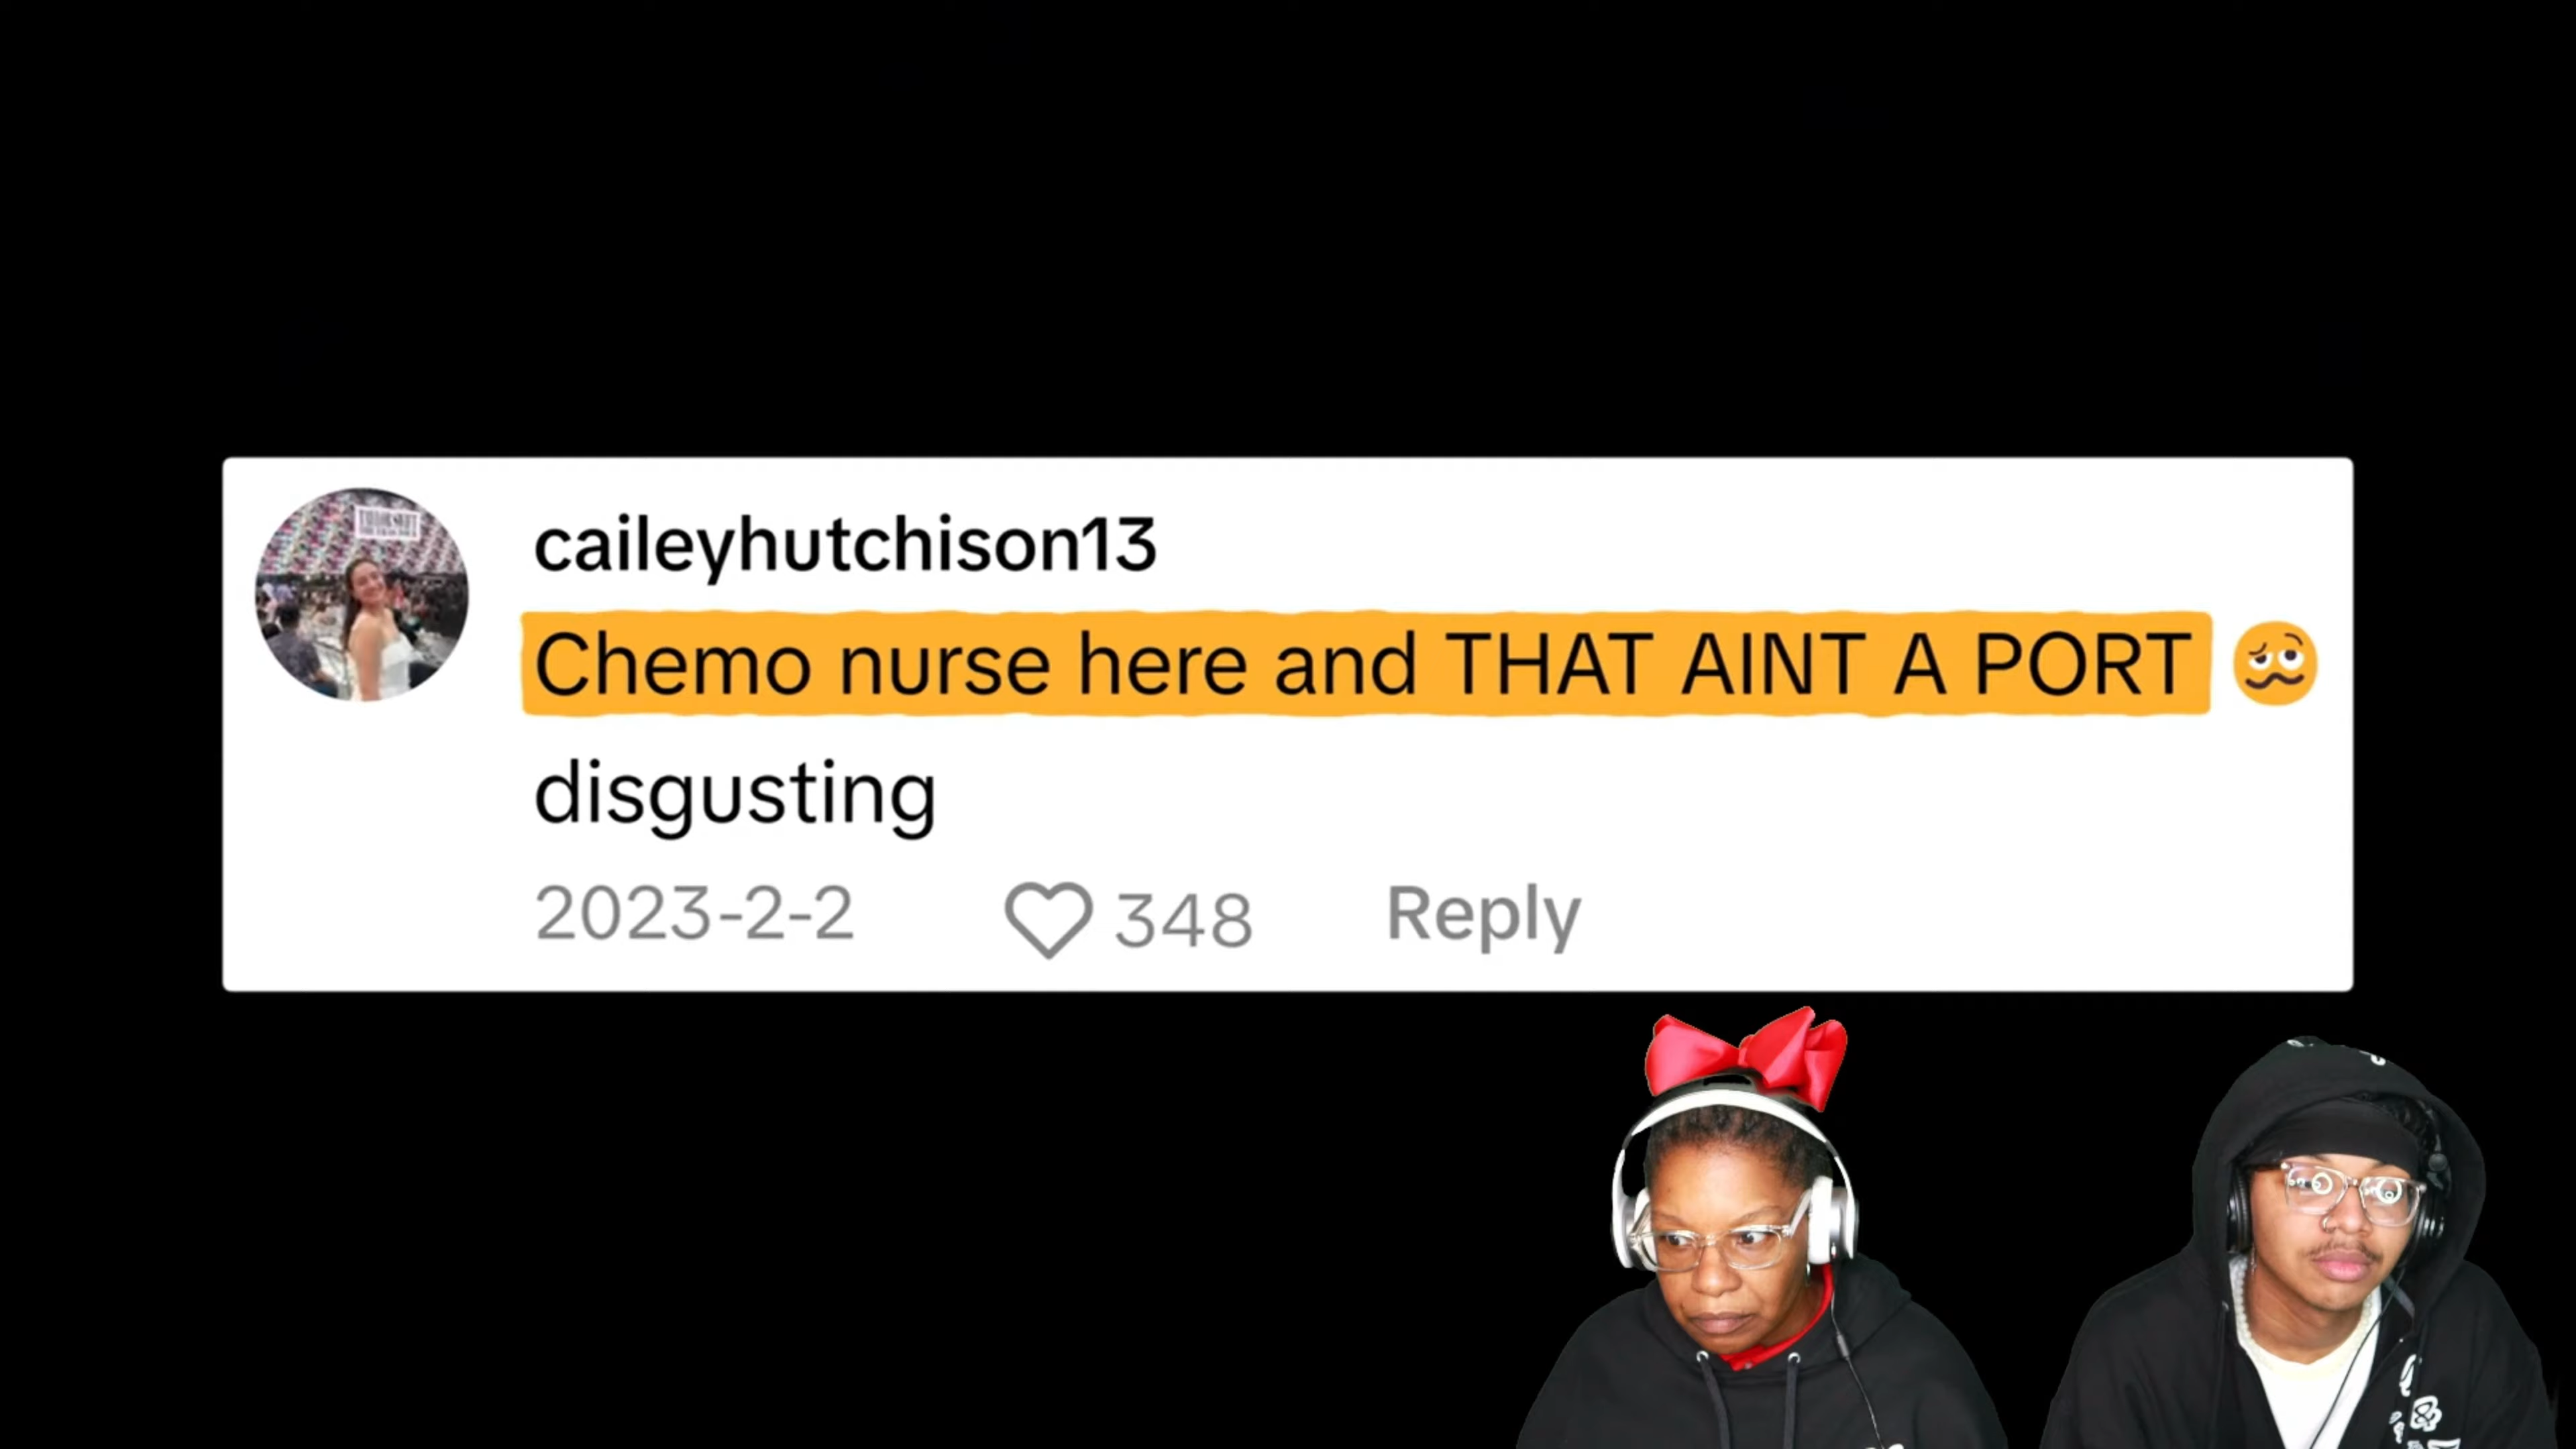 caileyhutchison13
Chemo nurse here and THAT AINT A PORT 🥴
disgusting
2023-2-2 348 Reply